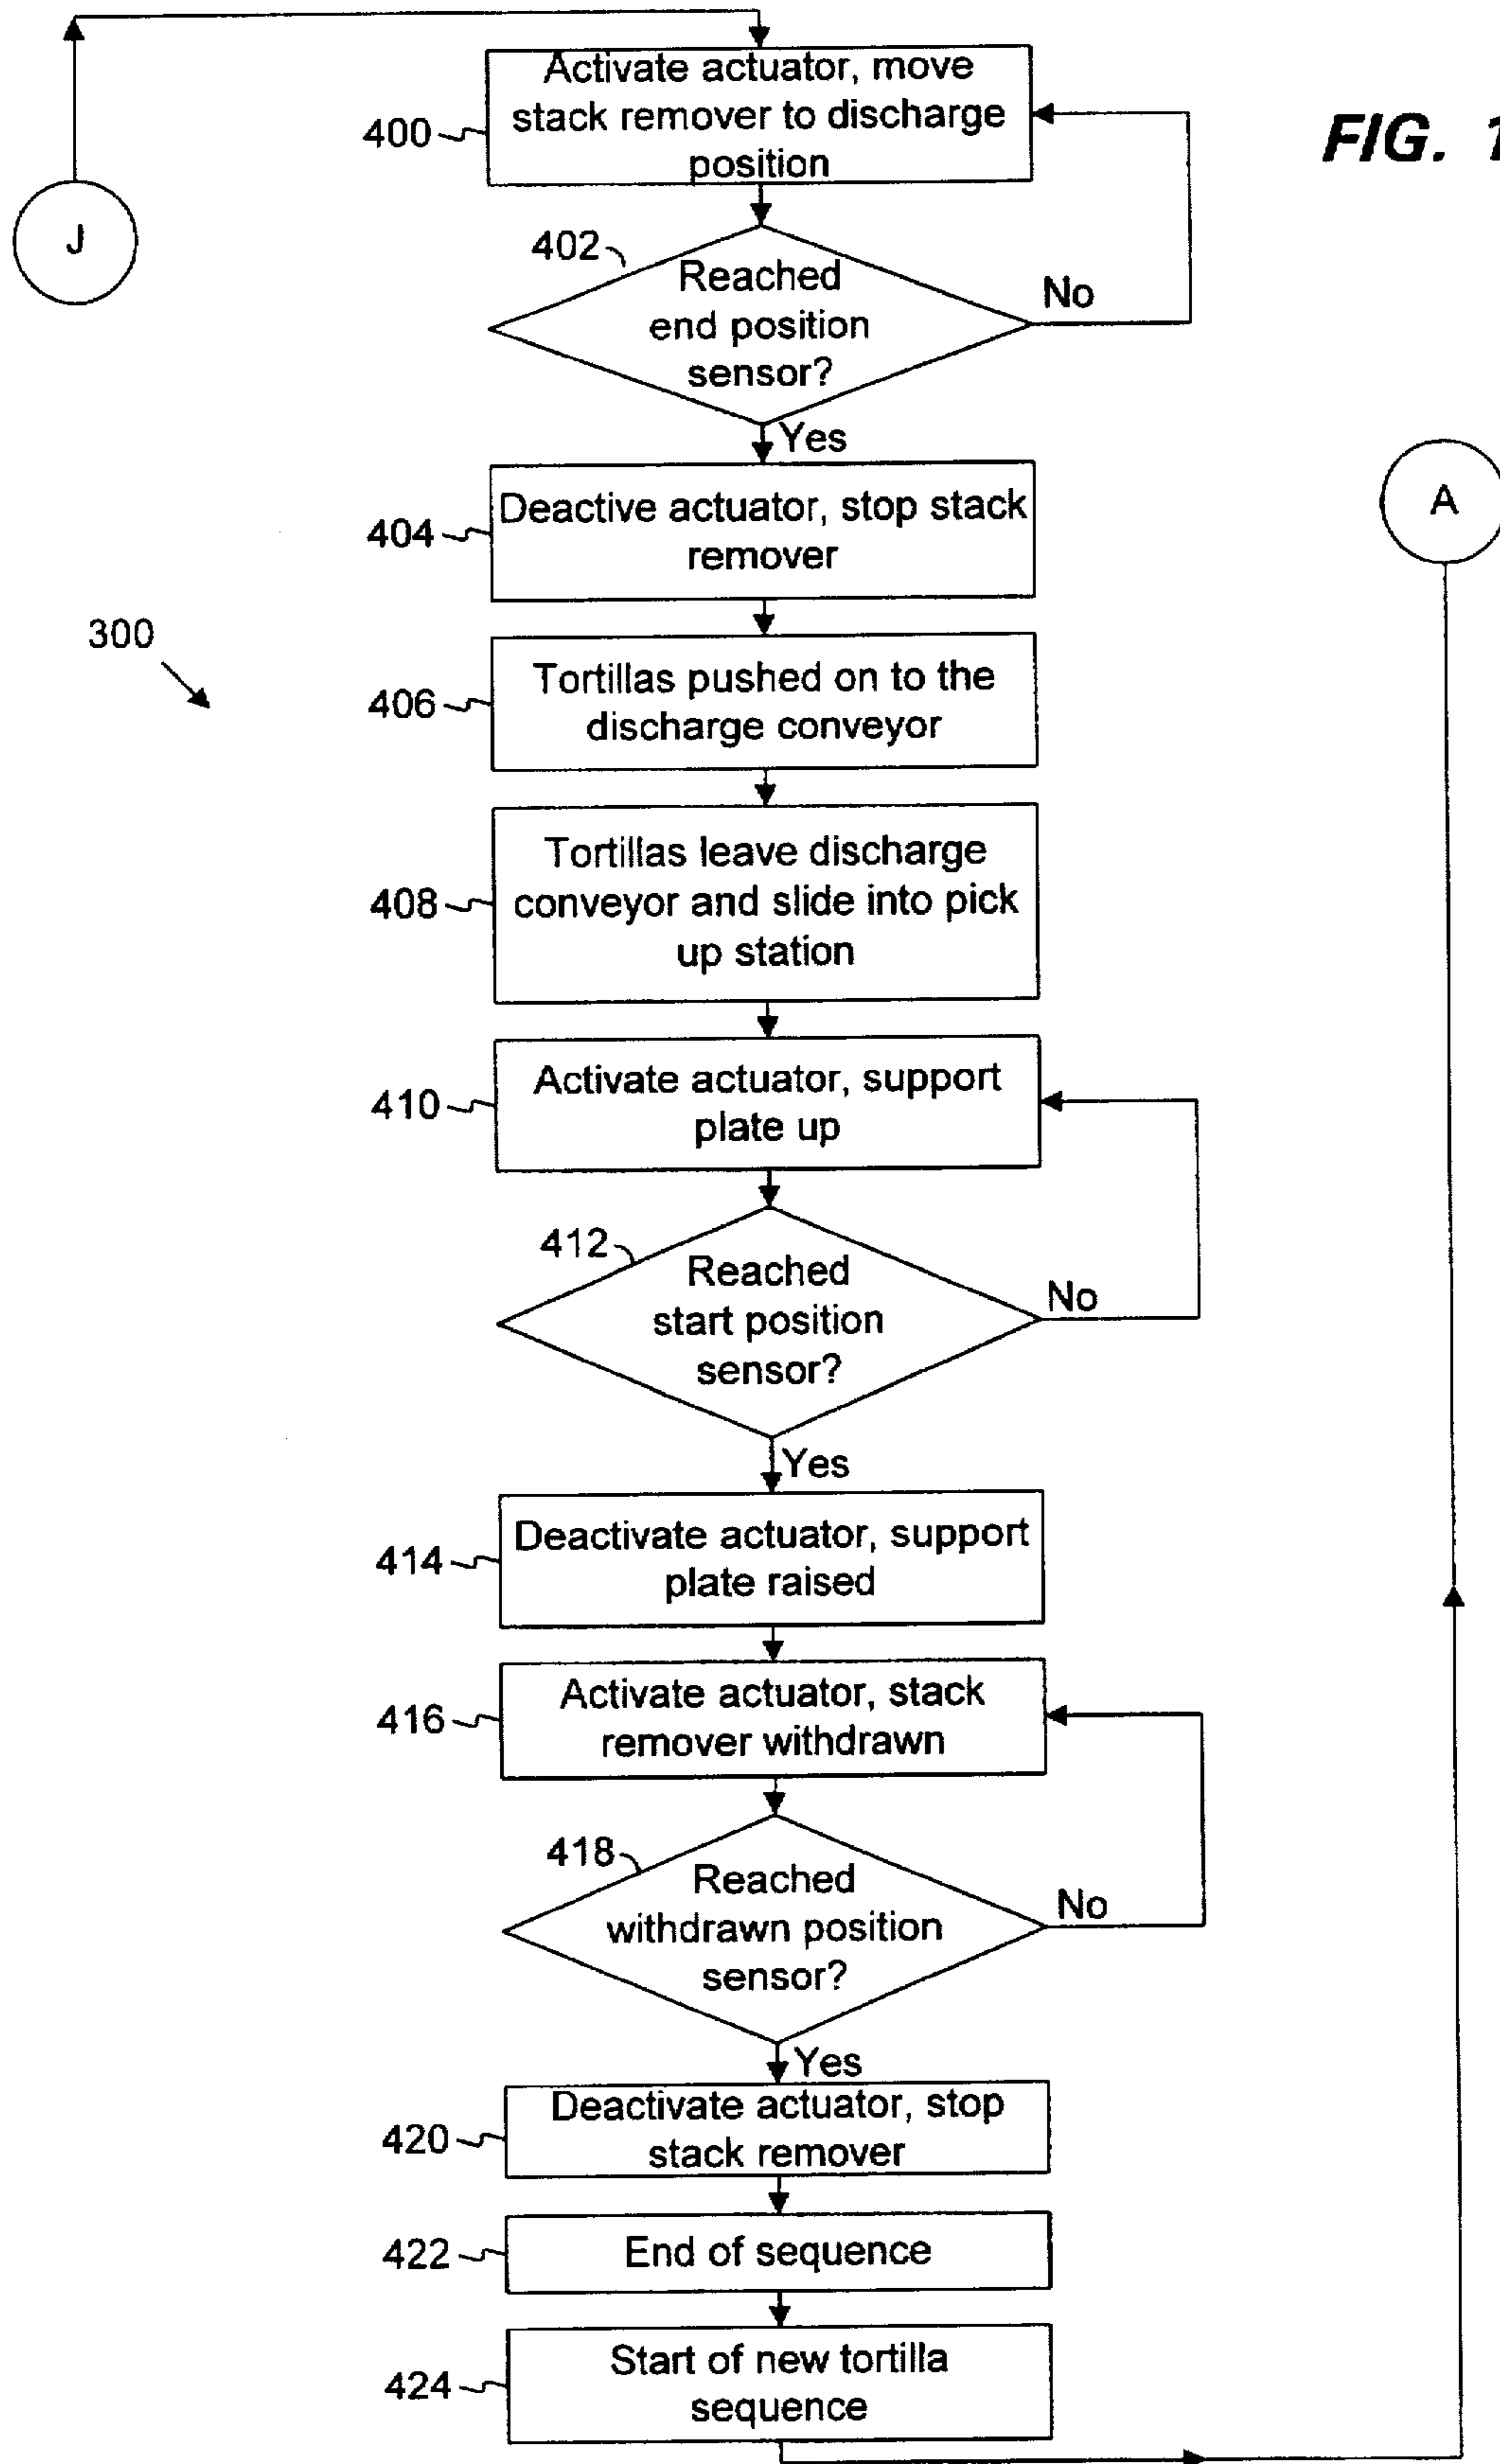 Activate actuator, move
stack remover to discharge
position
400
FIG. 1
J
402
Reached
end position
sensor?
No
Yes
Deactive actuator, stop stack
remover
404
A
300
Tortillas pushed on to the
discharge conveyor
406
Tortillas leave discharge
conveyor and slide into pick
up station
408
Activate actuator, support
plate up
410
412
Reached
start position
sensor?
No
Yes
Deactivate actuator, support
plate raised
414
Activate actuator, stack
remover withdrawn
416
418
Reached
withdrawn position
sensor?
No
Yes
Deactivate actuator, stop
stack remover
420
End of sequence
422
Start of new tortilla
sequence
424